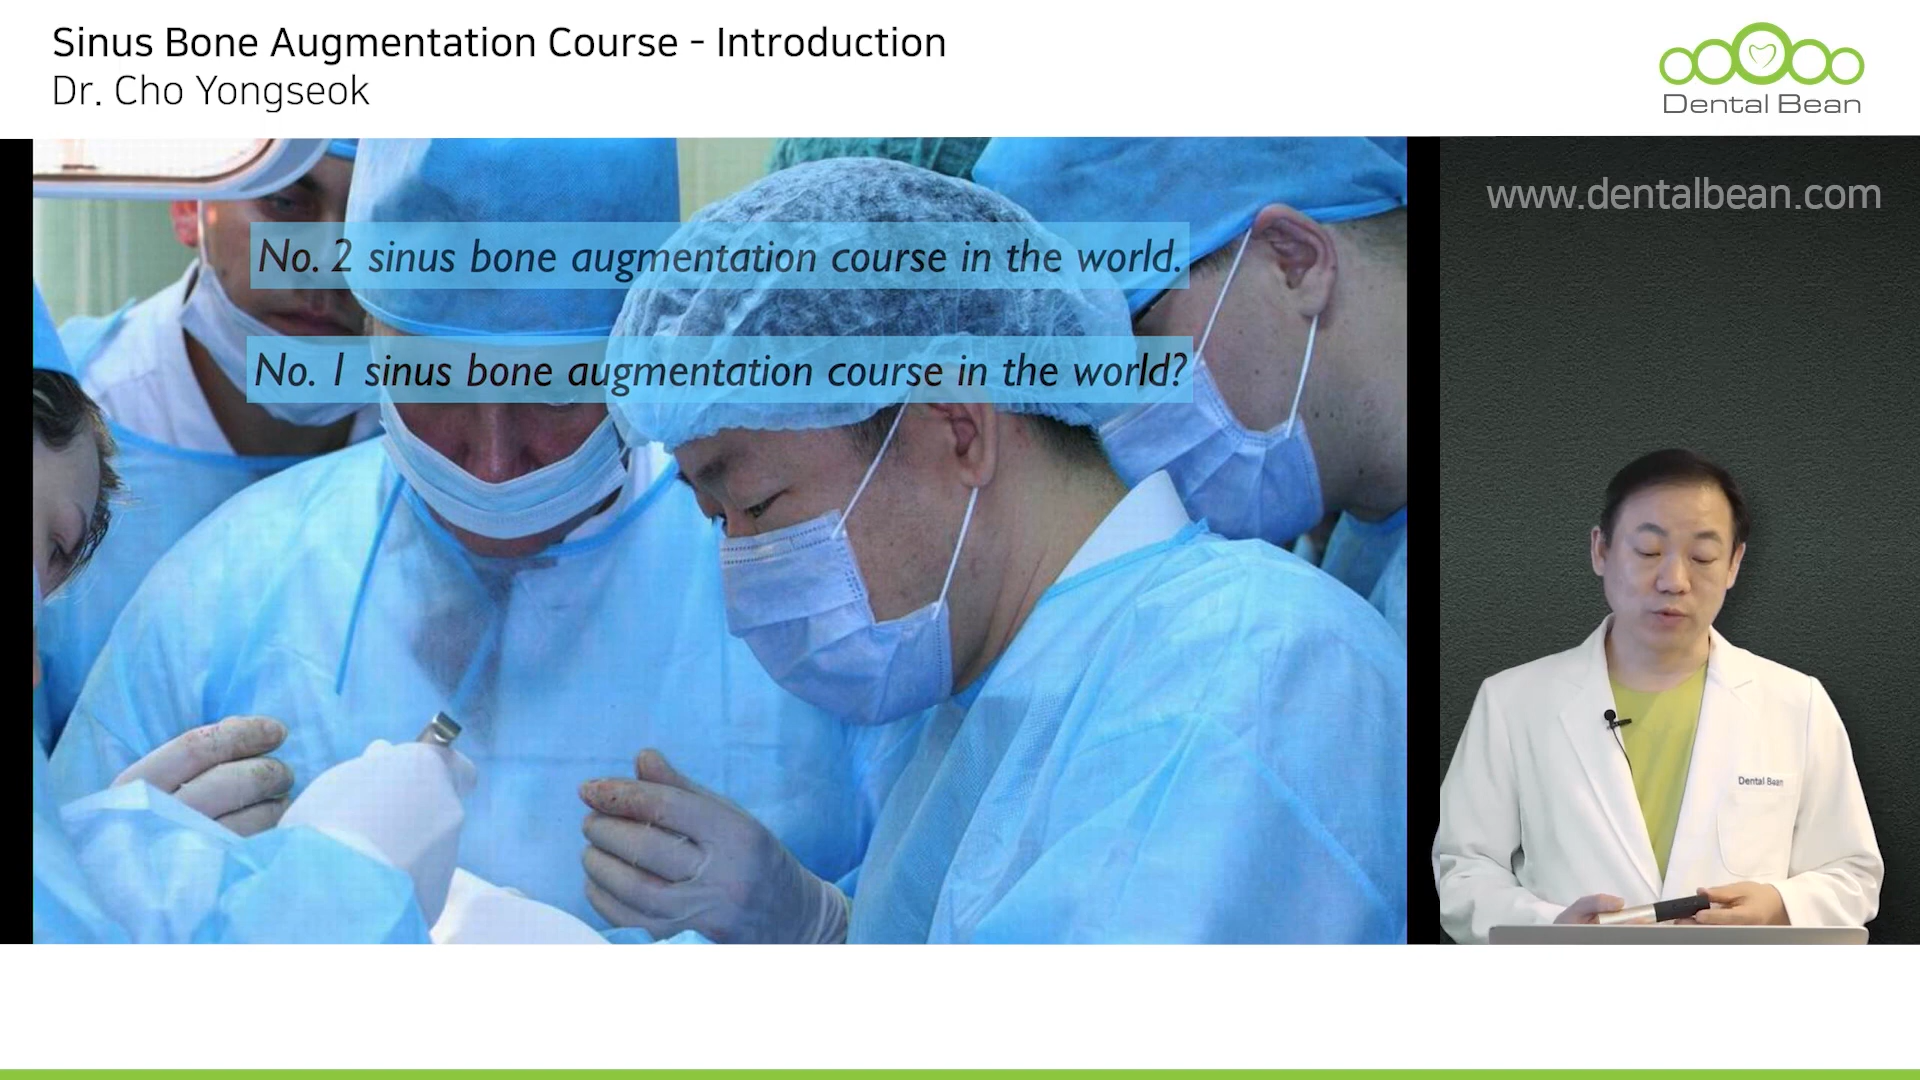 Sinus Bone Augmentation Course - Introduction
Dr. Cho Yongseok
Dental Bean
www.dentalbean.com
No. 2 sinus bone augmentation course in the world.
No. 1 sinus bone augmentation course in the world?
Dental Bean